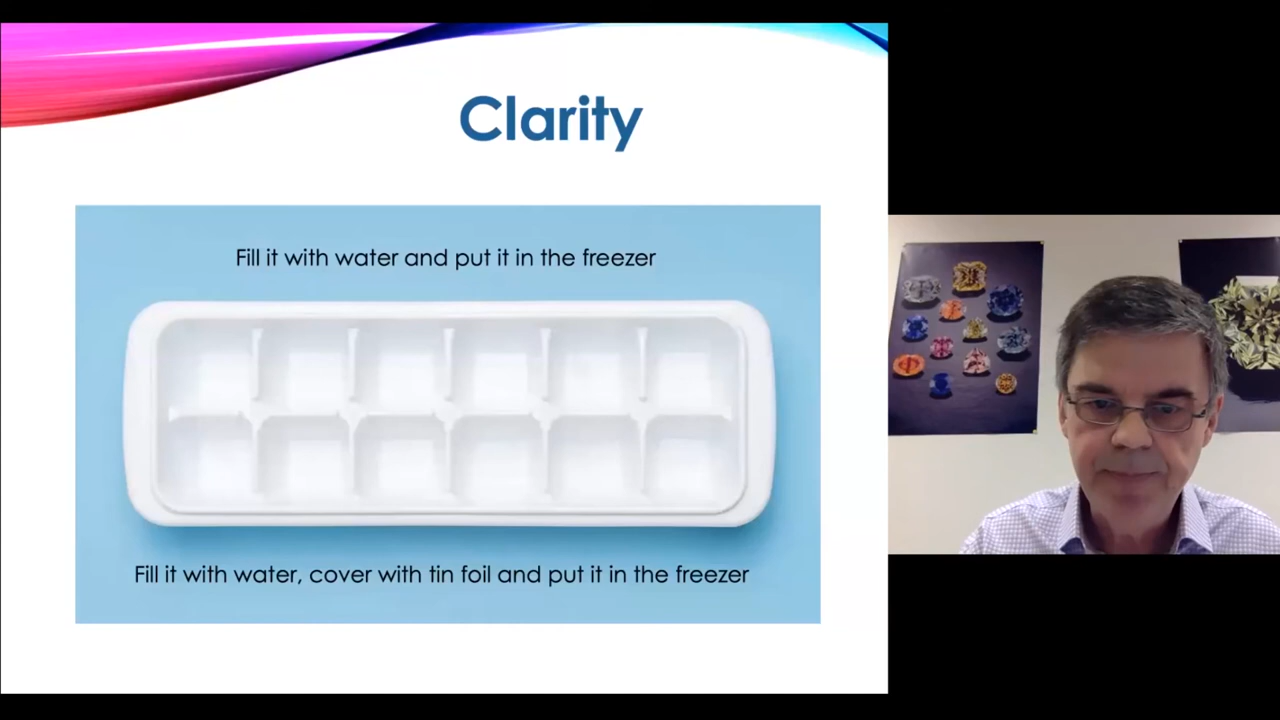 Clarity
Fill it with water and put it in the freezer
Fill it with water, cover with tin foil and put it in the freezer